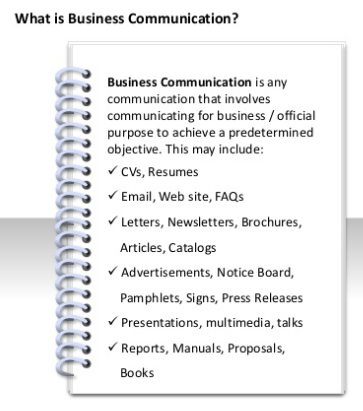 What is Business Communication?
Business Communication is any
communication that involves
communicating for business / official
purpose to achieve a predetermined
objective. This may include:
✓ CVs, Resumes
✓ Email, Web site, FAQs
✓ Letters, Newsletters, Brochures,
Articles, Catalogs
✓ Advertisements, Notice Board,
Pamphlets, Signs, Press Releases
✓ Presentations, multimedia, talks
✓ Reports, Manuals, Proposals,
Books